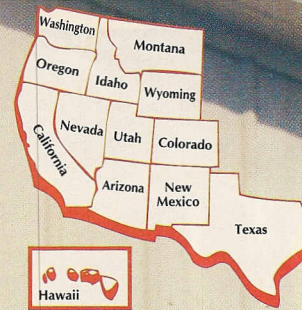 Washington
Montana
Oregon
Idaho
Wyoming
California
Nevada
Utah
Colorado
Arizona
New
Mexico
Texas
Hawaii